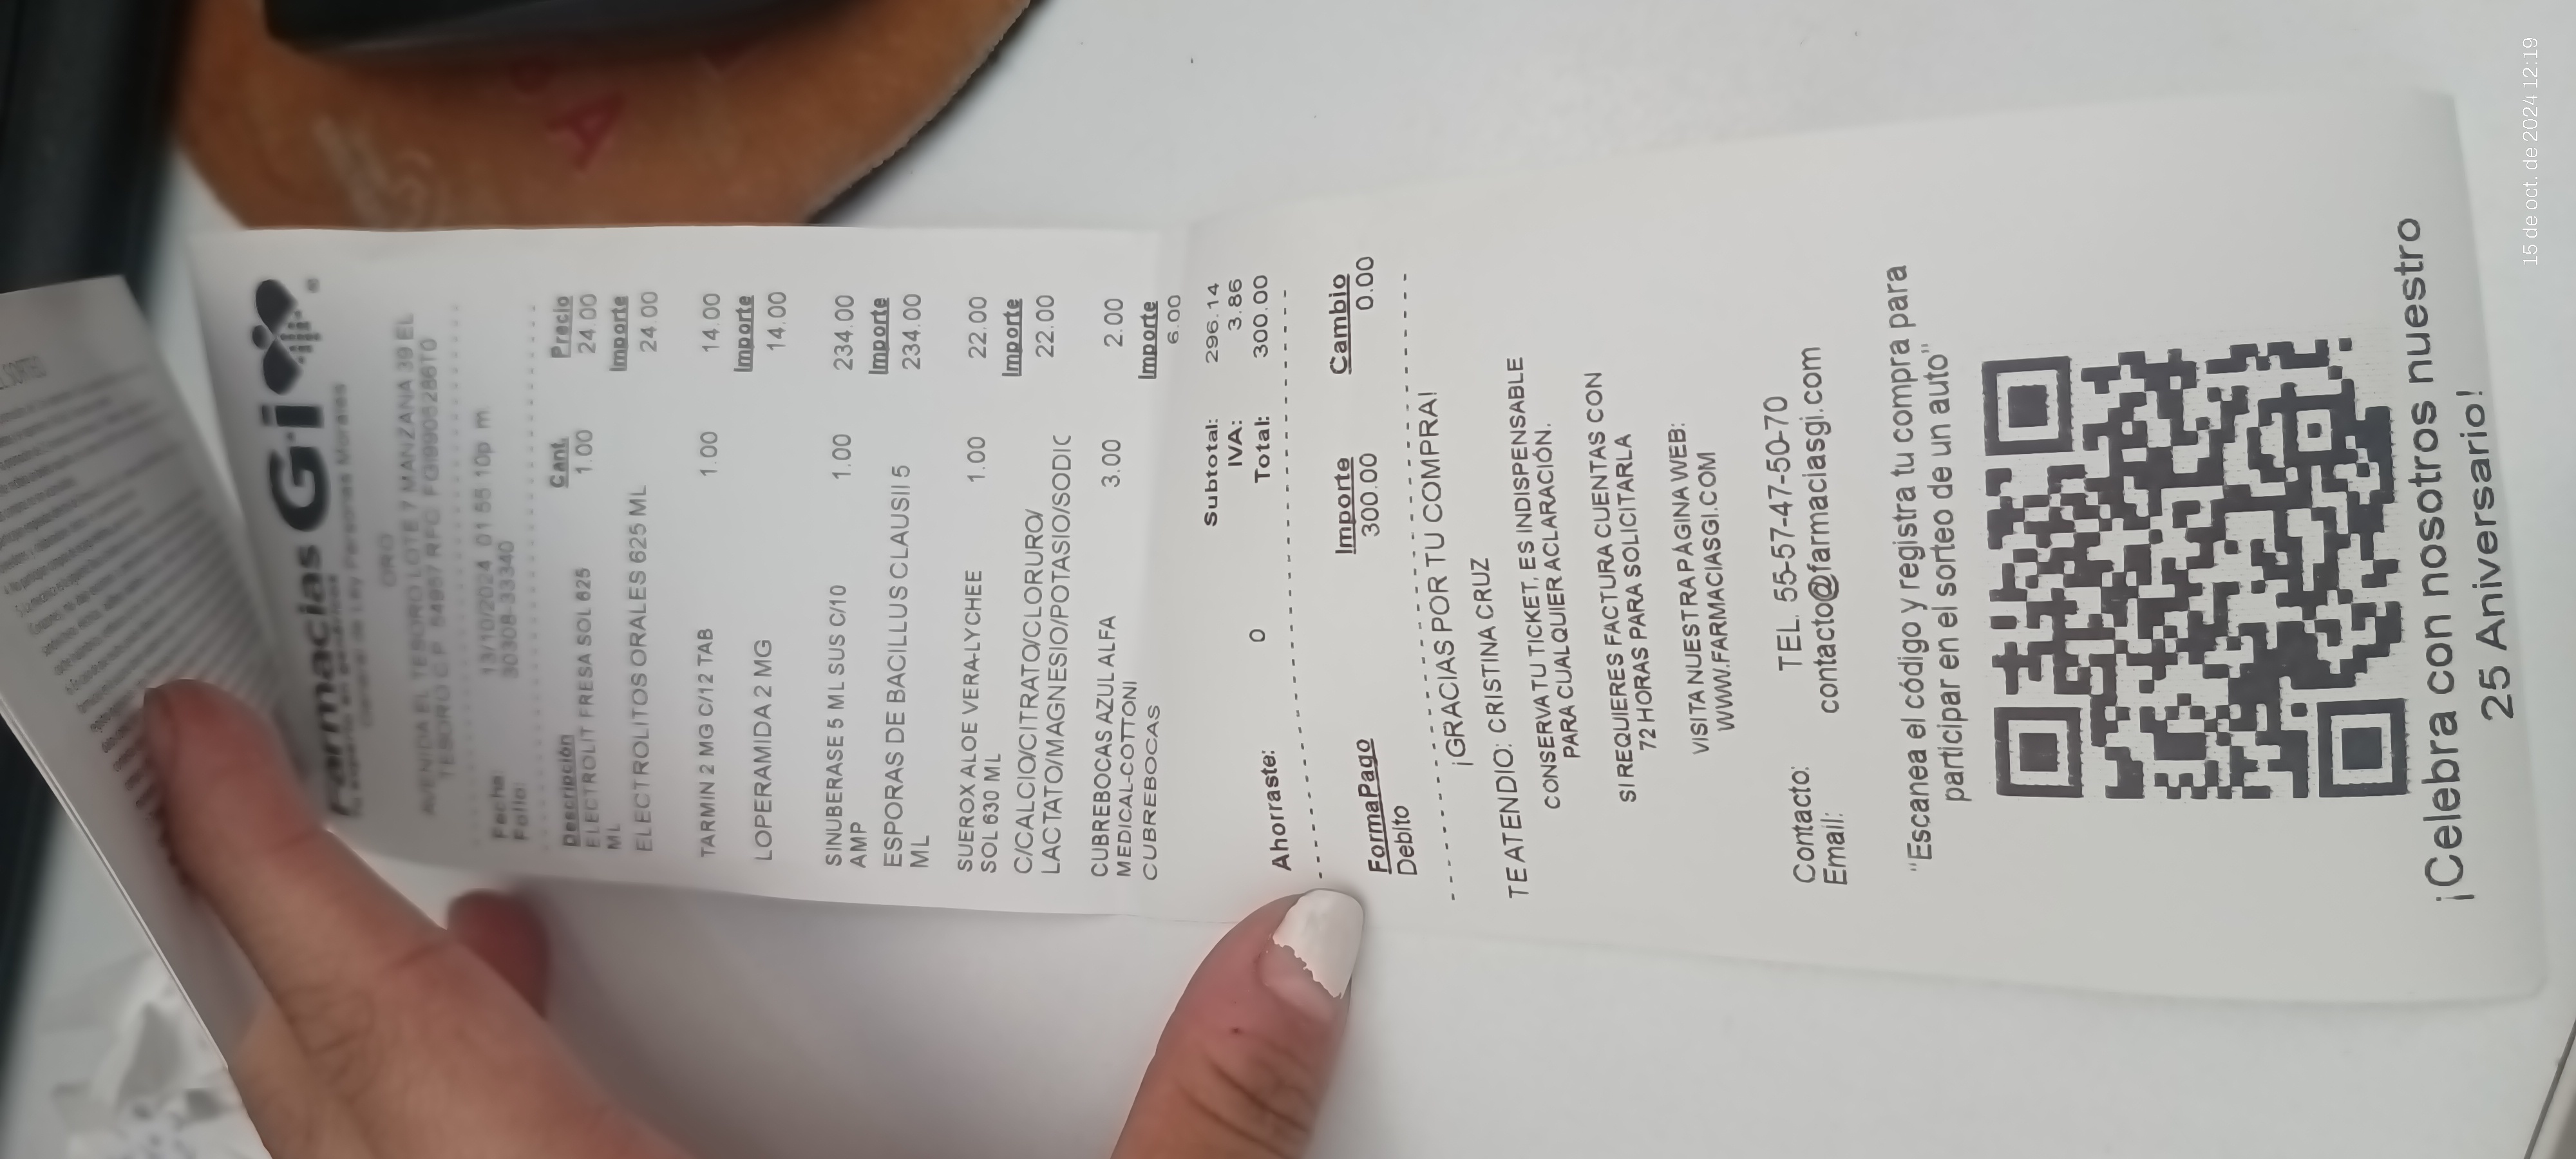 Farmacias Gi
AVENIDA EL TESORO LOTE 7 MANZANA 39 EL
TESORO C.P. 54957 RFC
ORO
Fecha: 13/10/2024 01 55 10p m
Folio: 30308-33340
Descripción Cant. Precio
ELECTROLIT FRESA SOL 625 1.00 24.00
ML Importe
ELECTROLITOS ORALES 625 ML 24 00
TARMIN 2 MG C/12 TAB 1.00 14.00
Importe
LOPERAMIDA 2 MG 14.00
SINUBERASE 5 ML SUS C/10 1.00 234.00
AMP Importe
ESPORAS DE BACILLUS CLAUSII 5 234.00
ML
SUEROX ALOE VERA-LYCHEE 1.00 22.00
SOL 630 ML Importe
C/CALCIO/CITRATO/CLORURO/ 22.00
LACTATO/MAGNESIO/POTASIO/SODIC
CUBREBOCAS AZUL ALFA 3.00 2.00
MEDICAL-COTTONI Importe
CUBREBOCAS 6.00
Subtotal: 296.14
IVA: 3.86
Ahorraste: 0 Total: 300.00
FormaPago Importe Cambio
Debito 300.00 0.00
¡GRACIAS POR TU COMPRA!
TE ATENDIO: CRISTINA CRUZ
CONSERVA TU TICKET, ES INDISPENSABLE
PARA CUALQUIER ACLARACIÓN.
SI REQUIERES FACTURA CUENTAS CON
72 HORAS PARA SOLICITARLA
VISITA NUESTRA PÁGINA WEB:
WWW.FARMACIASGI.COM
Contacto: TEL. 55-57-47-50-70
Email: contacto@farmaciasgi.com
"Escanea el código y registra tu compra para
participar en el sorteo de un auto"
¡Celebra con nosotros nuestro
25 Aniversario!
15 de oct. de 2024 12:19